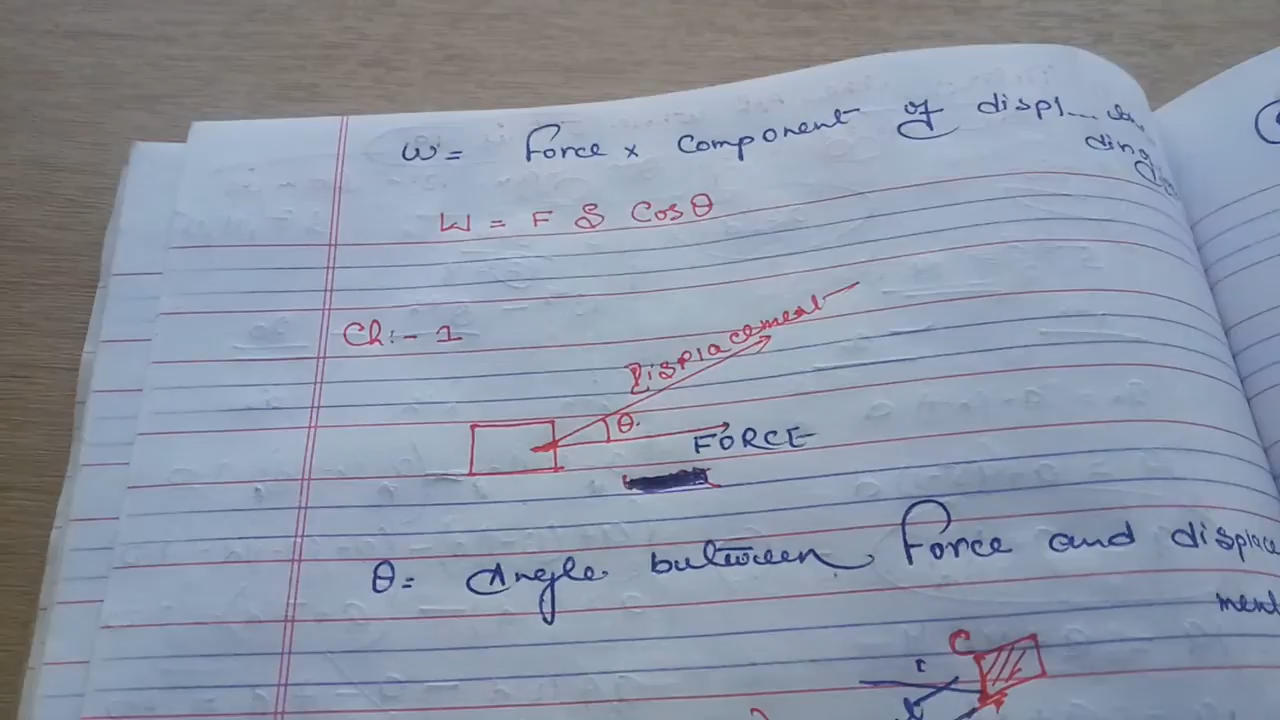 W = Force x component of displ...
W = F S Cosθ
Ch:- 1
Displacement
θ
FORCE
θ = Angle between Force and displace
ment
C